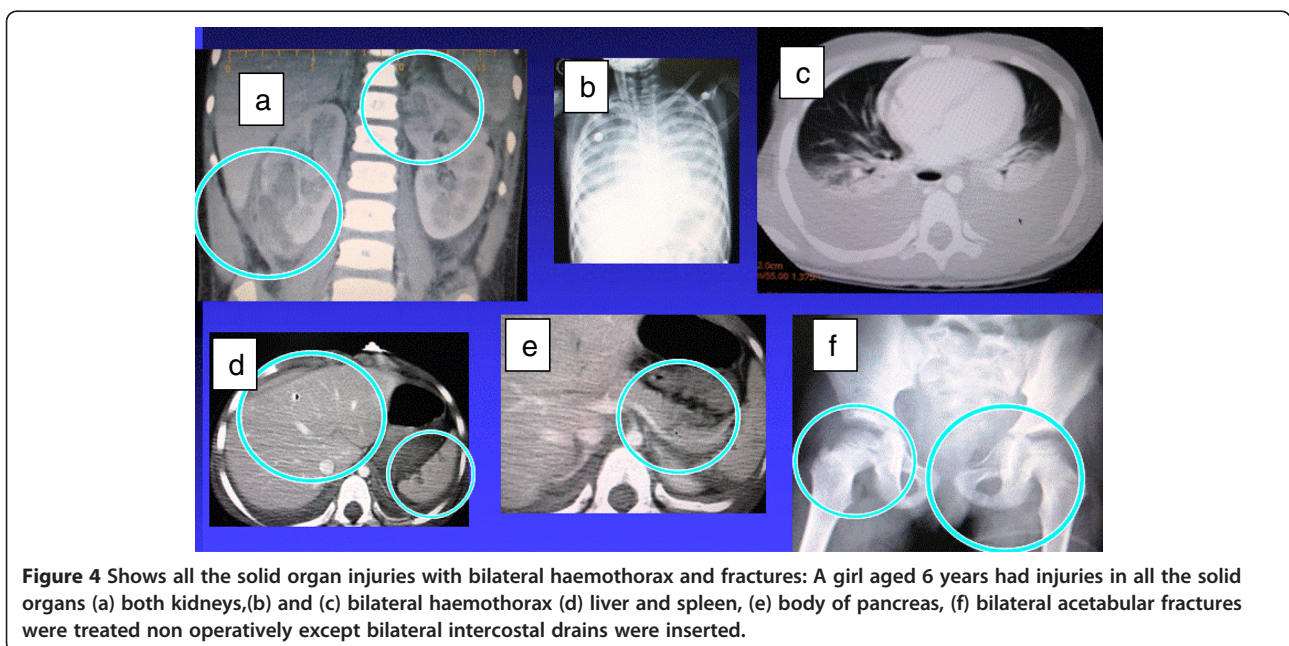 a
b
c
2.0cm
d
e
f
Figure 4 Shows all the solid organ injuries with bilateral haemothorax and fractures: A girl aged 6 years had injuries in all the solid
organs (a) both kidneys,(b) and (c) bilateral haemothorax (d) liver and spleen, (e) body of pancreas, (f) bilateral acetabular fractures
were treated non operatively except bilateral intercostal drains were inserted.